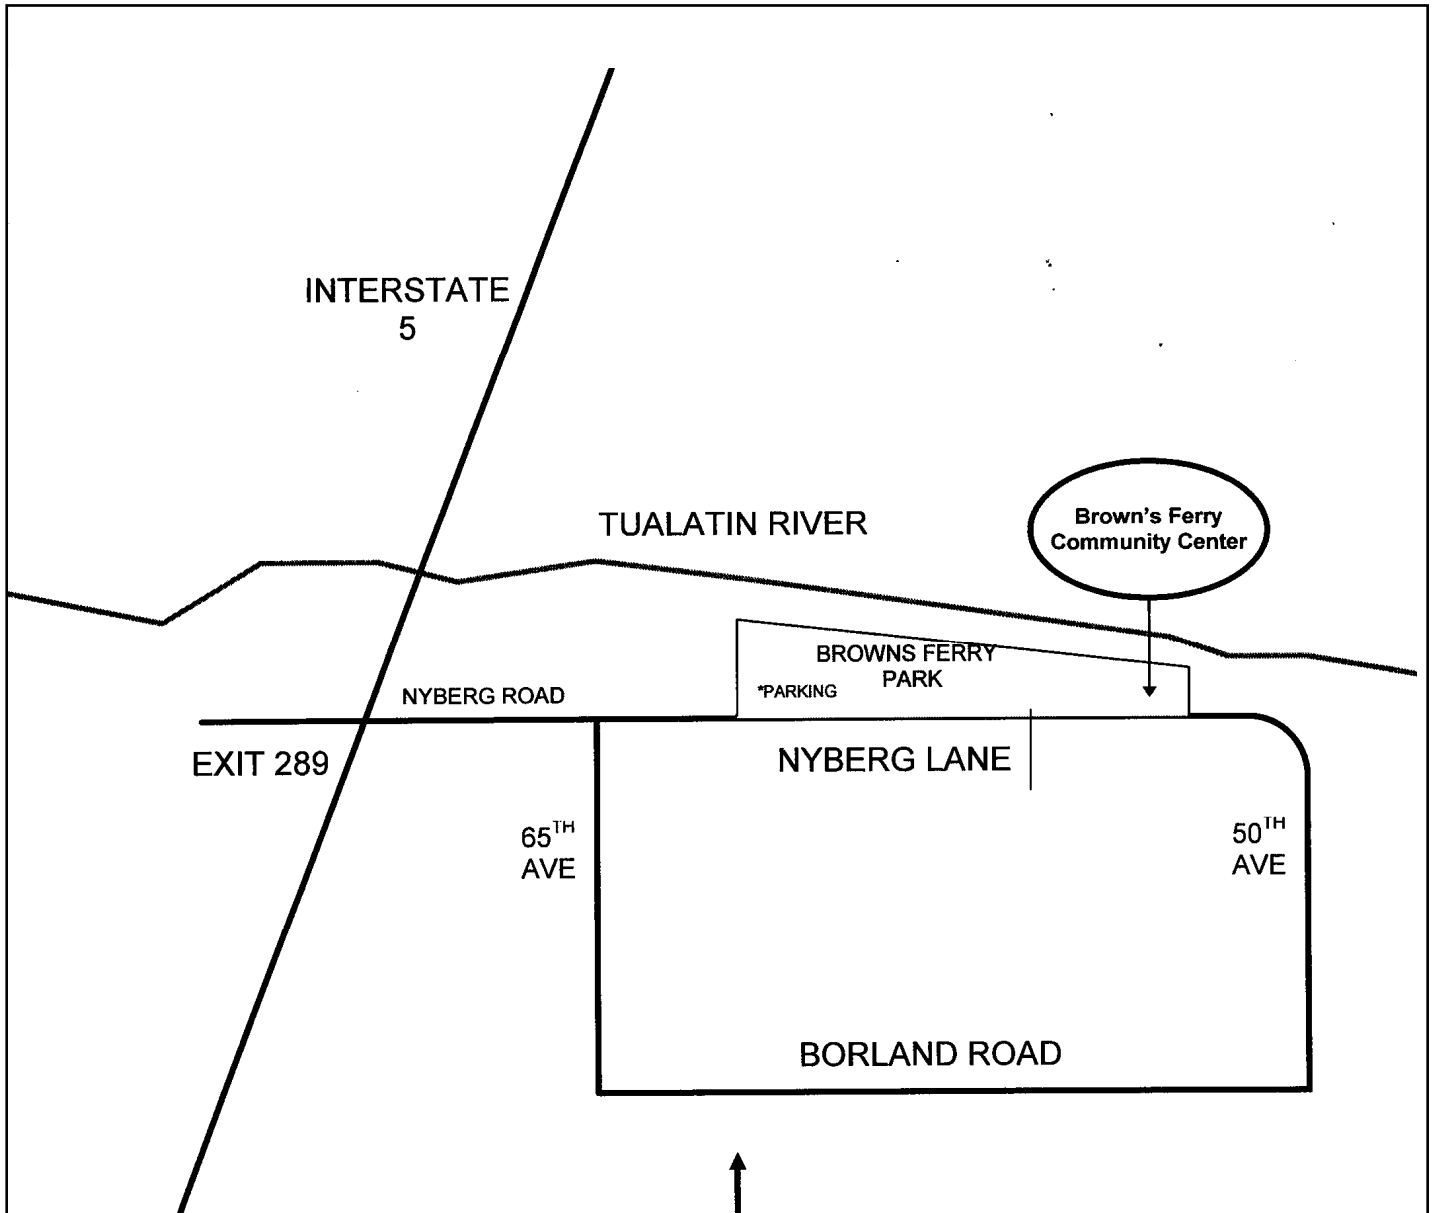 INTERSTATE
5
TUALATIN RIVER
Brown's Ferry
Community Center
BROWNS FERRY
PARK
*PARKING
NYBERG ROAD
EXIT 289
NYBERG LANE
65TH
AVE
50TH
AVE
BORLAND ROAD